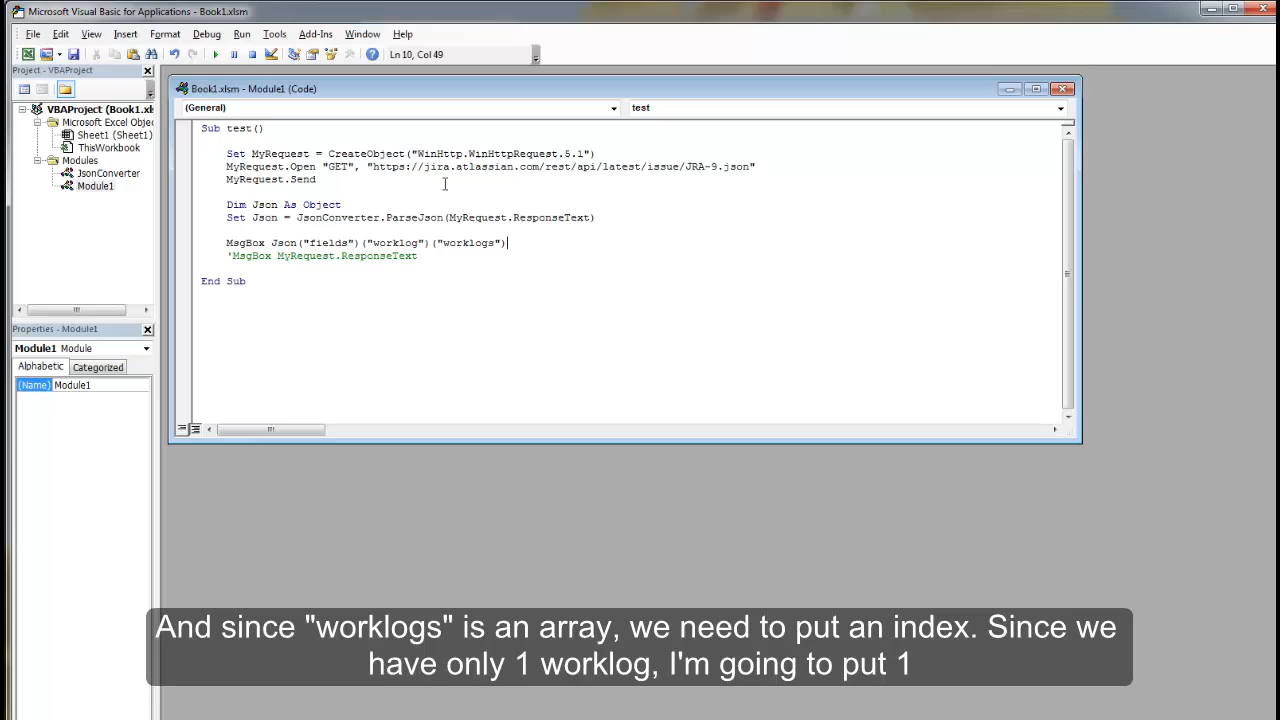 Microsoft Visual Basic for Applications - Book1.xlsm
File Edit View Insert Format Debug Run Tools Add-Ins Window Help
Ln 10, Col 49
Project - VBAProject
VBAProject (Book1.xl
Microsoft Excel Objec
Sheet1 (Sheet1)
ThisWorkbook
Modules
JsonConverter
Module1
Properties - Module1
Module1 Module
Alphabetic Categorized
(Name) Module1
Book1.xlsm - Module1 (Code)
(General) test
Sub test()
Set MyRequest = CreateObject("WinHttp.WinHttpRequest.5.1")
MyRequest.Open "GET", "https://jira.atlassian.com/rest/api/latest/issue/JRA-9.json"
MyRequest.Send
Dim Json As Object
Set Json = JsonConverter.ParseJson(MyRequest.ResponseText)
MsgBox Json("fields")("worklog")("worklogs")
'MsgBox MyRequest.ResponseText
End Sub
And since "worklogs" is an array, we need to put an index. Since we
have only 1 worklog, I'm going to put 1